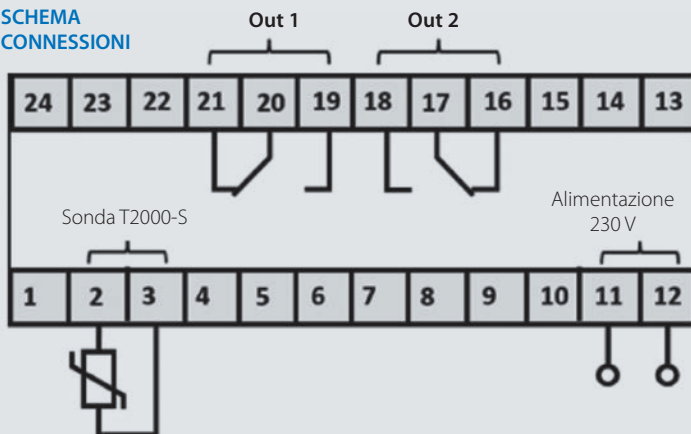 SCHEMA
CONNESSIONI
Out 1
Out 2
24 23 22 21 20 19 18 17 16 15 14 13
Sonda T2000-S
Alimentazione
230 V
1 2 3 4 5 6 7 8 9 10 11 12